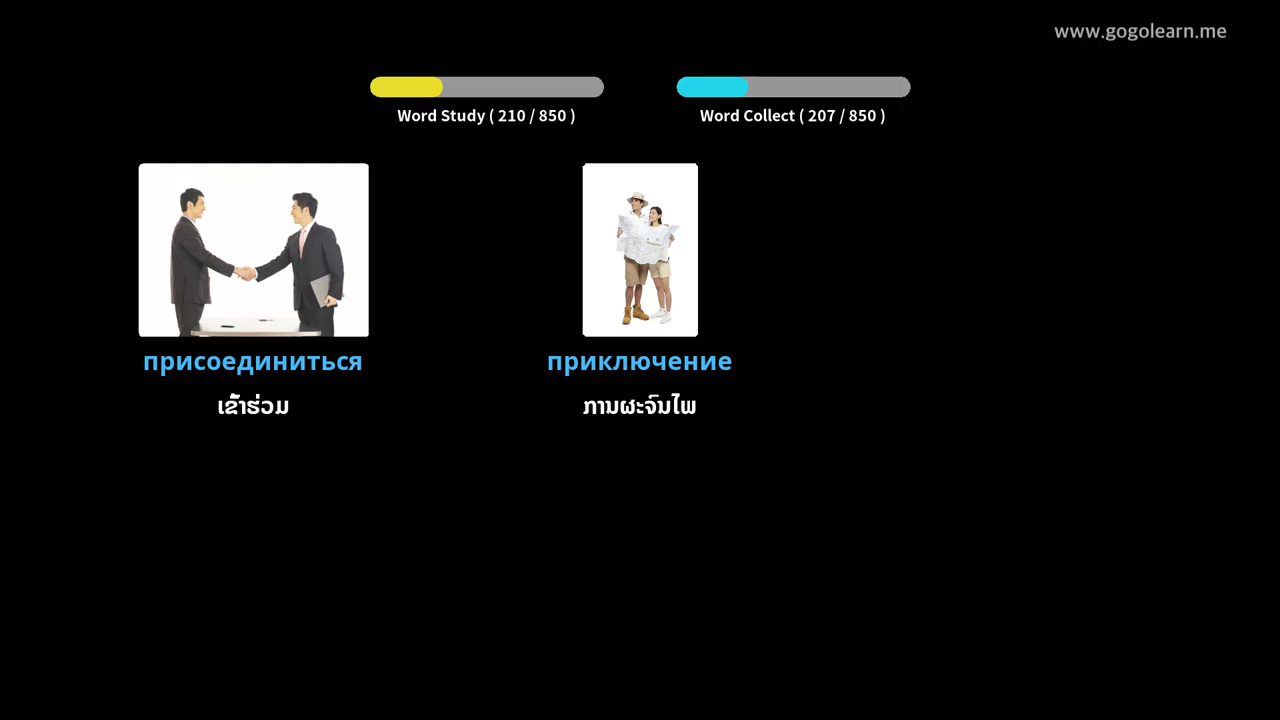 www.gogolearn.me
Word Study ( 210 / 850 )
Word Collect ( 207 / 850 )
присоединиться
ເຂົ້າຮ່ວມ
приключение
ການຜະຈົນໄພ